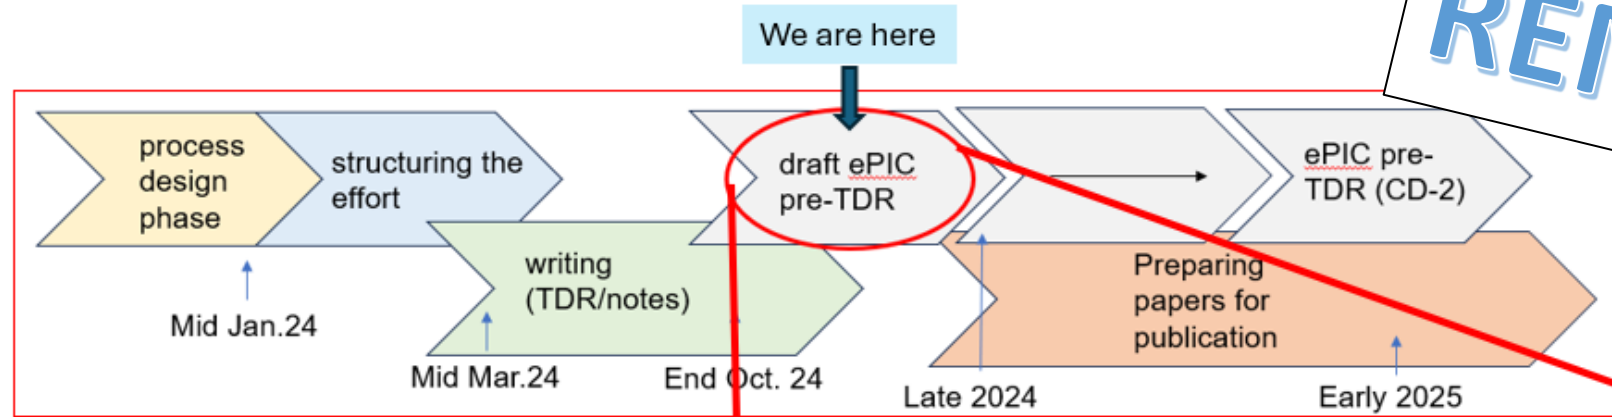 We are here
process
design
phase
structuring the
effort
draft ePIC
pre-TDR
ePIC pre-
TDR (CD-2)
writing
(TDR/notes)
Preparing
papers for
publication
Mid Jan.24
Mid Mar.24
End Oct. 24
Late 2024
Early 2025